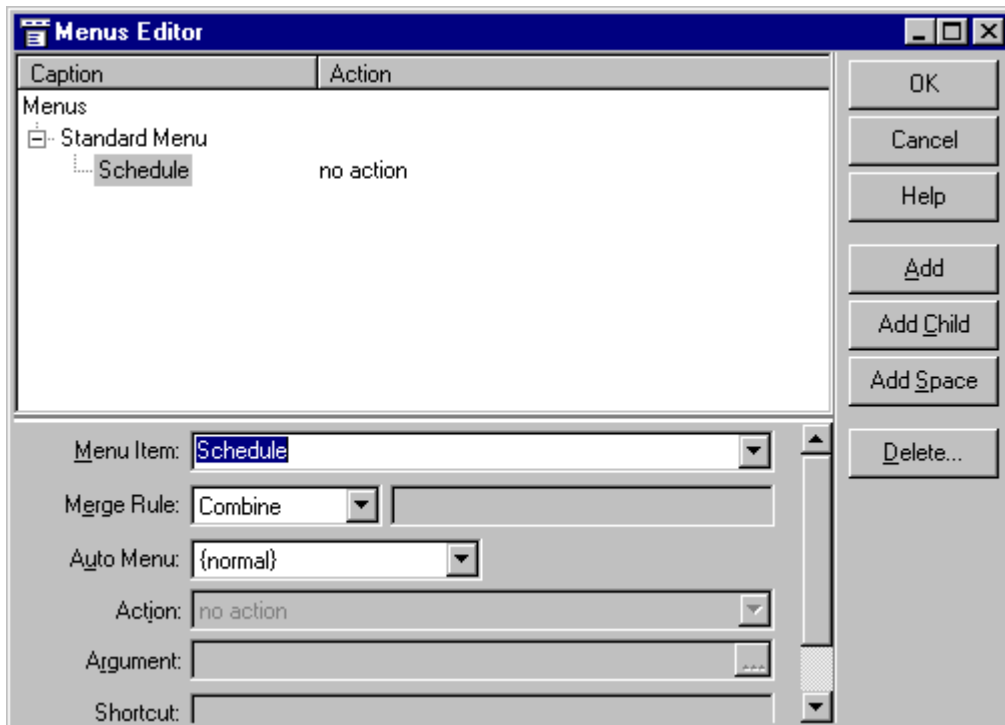 Menus Editor
Caption Action
Menus
Standard Menu
Schedule no action
OK
Cancel
Help
Add
Add Child
Add Space
Delete...
Menu Item: Schedule
Merge Rule: Combine
Auto Menu: {normal}
Action: no action
Argument: ...
Shortcut: